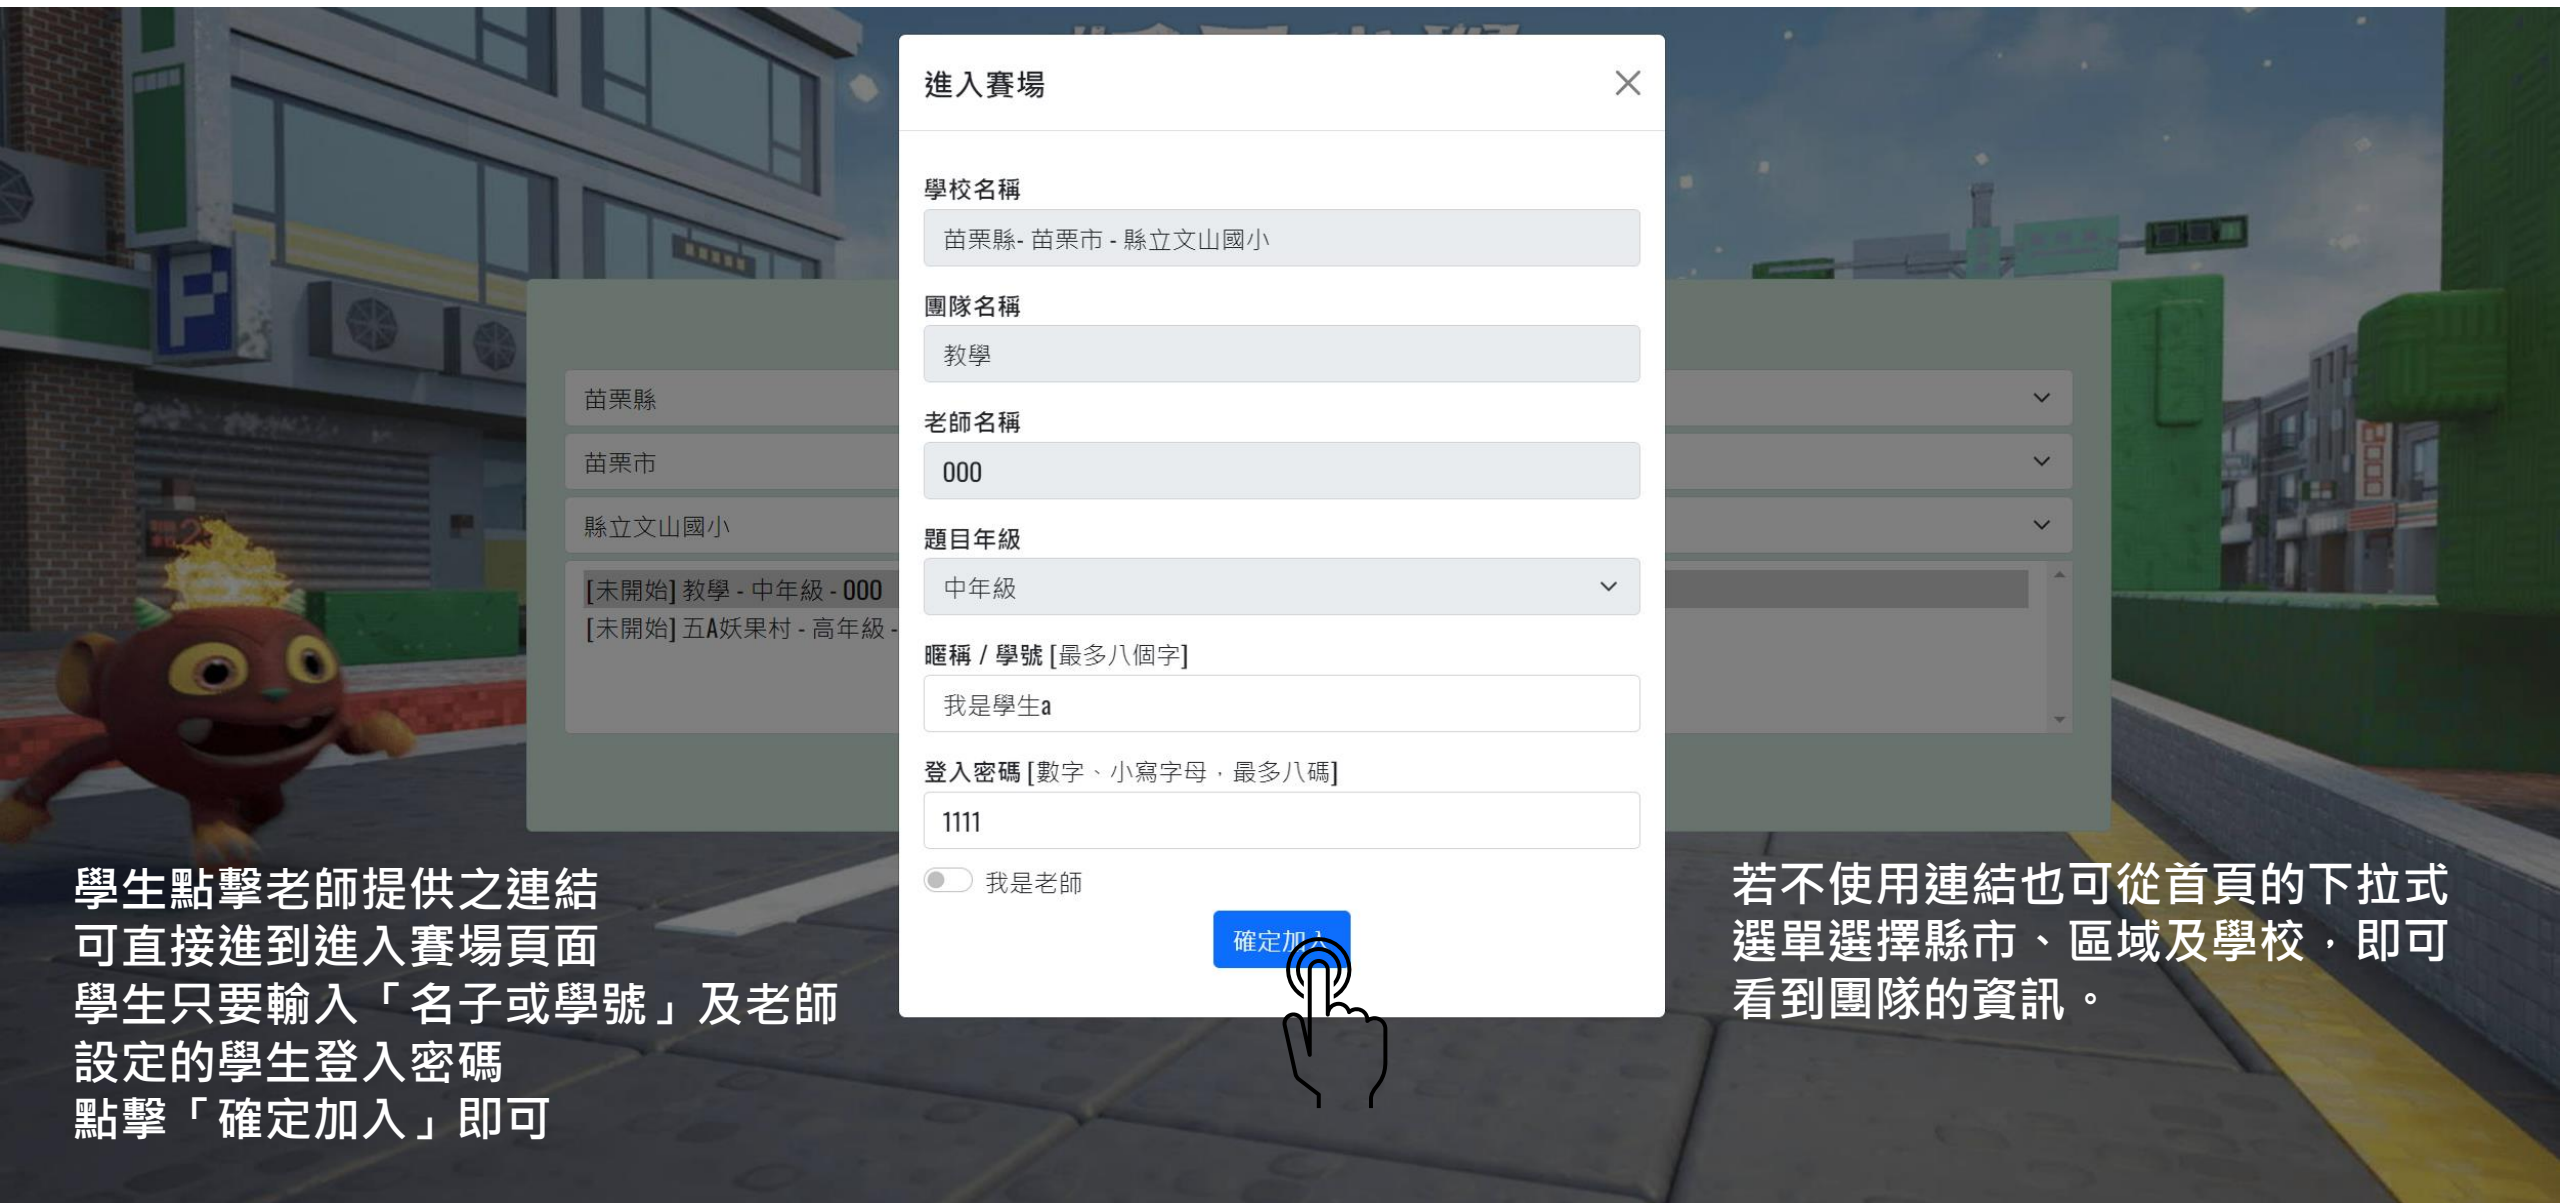 進入賽場
學校名稱
苗栗縣- 苗栗市 - 縣立文山國小
團隊名稱
教學
老師名稱
000
題目年級
中年級
暱稱 / 學號 [最多八個字]
我是學生a
登入密碼 [數字、小寫字母，最多八碼]
1111
我是老師
確定加入
苗栗縣
苗栗市
縣立文山國小
[未開始] 教學 - 中年級 - 000
[未開始] 五A妖果村 - 高年級 -
學生點擊老師提供之連結
可直接進到進入賽場頁面
學生只要輸入「名子或學號」及老師
設定的學生登入密碼
點擊「確定加入」即可
若不使用連結也可從首頁的下拉式
選單選擇縣市、區域及學校，即可
看到團隊的資訊。